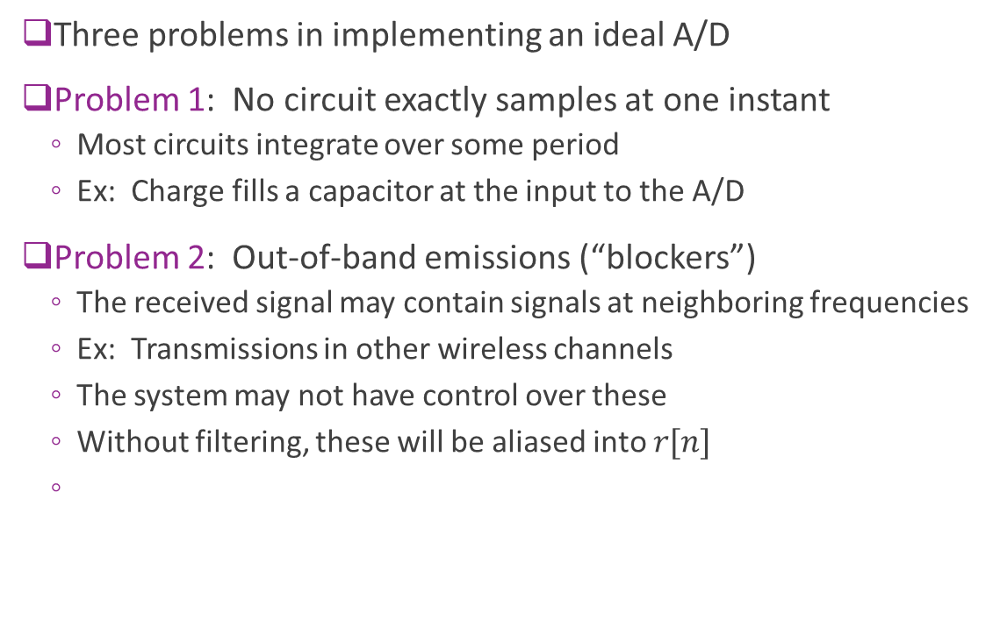 ❑Three problems in implementing an ideal A/D
❑Problem 1: No circuit exactly samples at one instant
◦ Most circuits integrate over some period
◦ Ex: Charge fills a capacitor at the input to the A/D
❑Problem 2: Out-of-band emissions (“blockers”)
◦ The received signal may contain signals at neighboring frequencies
◦ Ex: Transmissions in other wireless channels
◦ The system may not have control over these
◦ Without filtering, these will be aliased into r[n]
◦